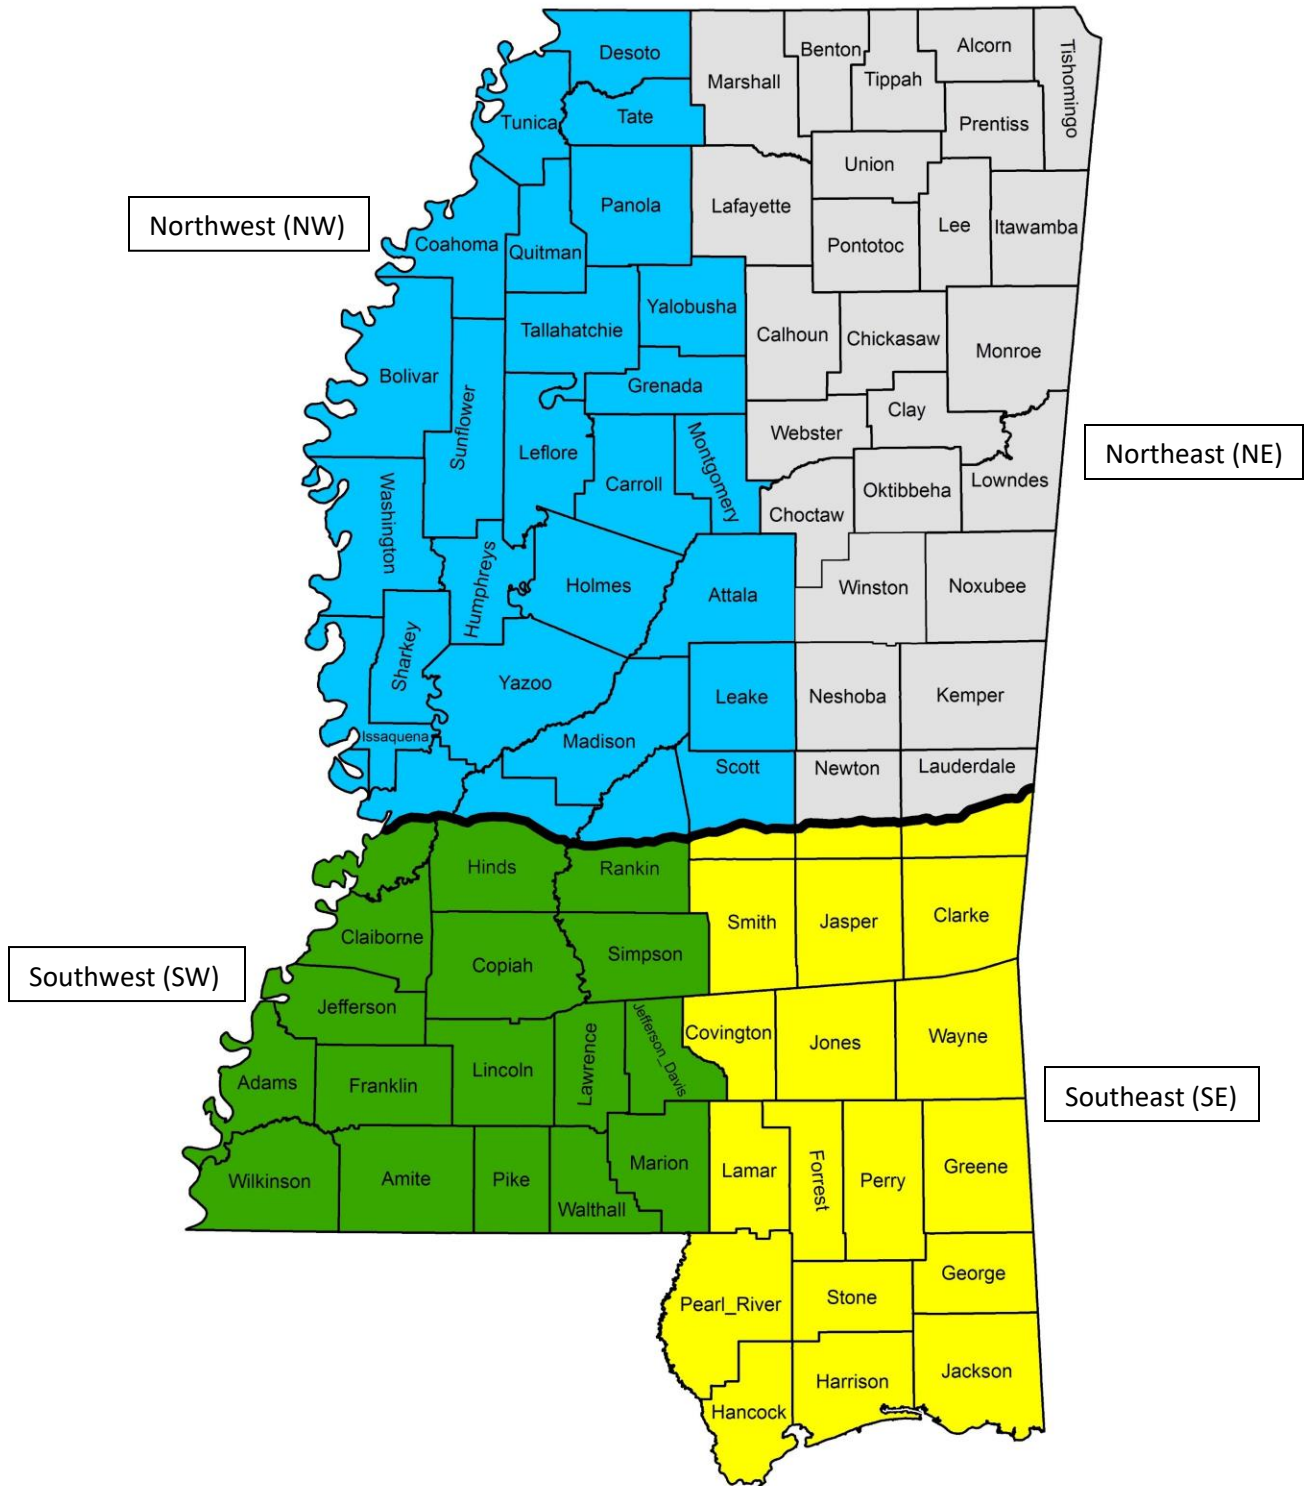 Desoto
Benton
Alcorn
Tishomingo
Marshall
Tippah
Tate
Tunica
Prentiss
Union
Panola
Lafayette
Northwest (NW)
Coahoma
Quitman
Pontotoc
Lee
Itawamba
Yalobusha
Tallahatchie
Calhoun
Chickasaw
Monroe
Bolivar
Grenada
Clay
Sunflower
Leflore
Montgomery
Webster
Northeast (NE)
Carroll
Oktibbeha
Lowndes
Washington
Choctaw
Humphreys
Holmes
Attala
Winston
Noxubee
Sharkey
Yazoo
Leake
Neshoba
Kemper
Issaquena
Madison
Scott
Newton
Lauderdale
Hinds
Rankin
Smith
Jasper
Clarke
Claiborne
Copiah
Simpson
Southwest (SW)
Jefferson
Jefferson_Davis
Covington
Jones
Wayne
Adams
Franklin
Lincoln
Lawrence
Southeast (SE)
Wilkinson
Amite
Pike
Walthall
Marion
Lamar
Forrest
Perry
Greene
George
Pearl_River
Stone
Hancock
Harrison
Jackson